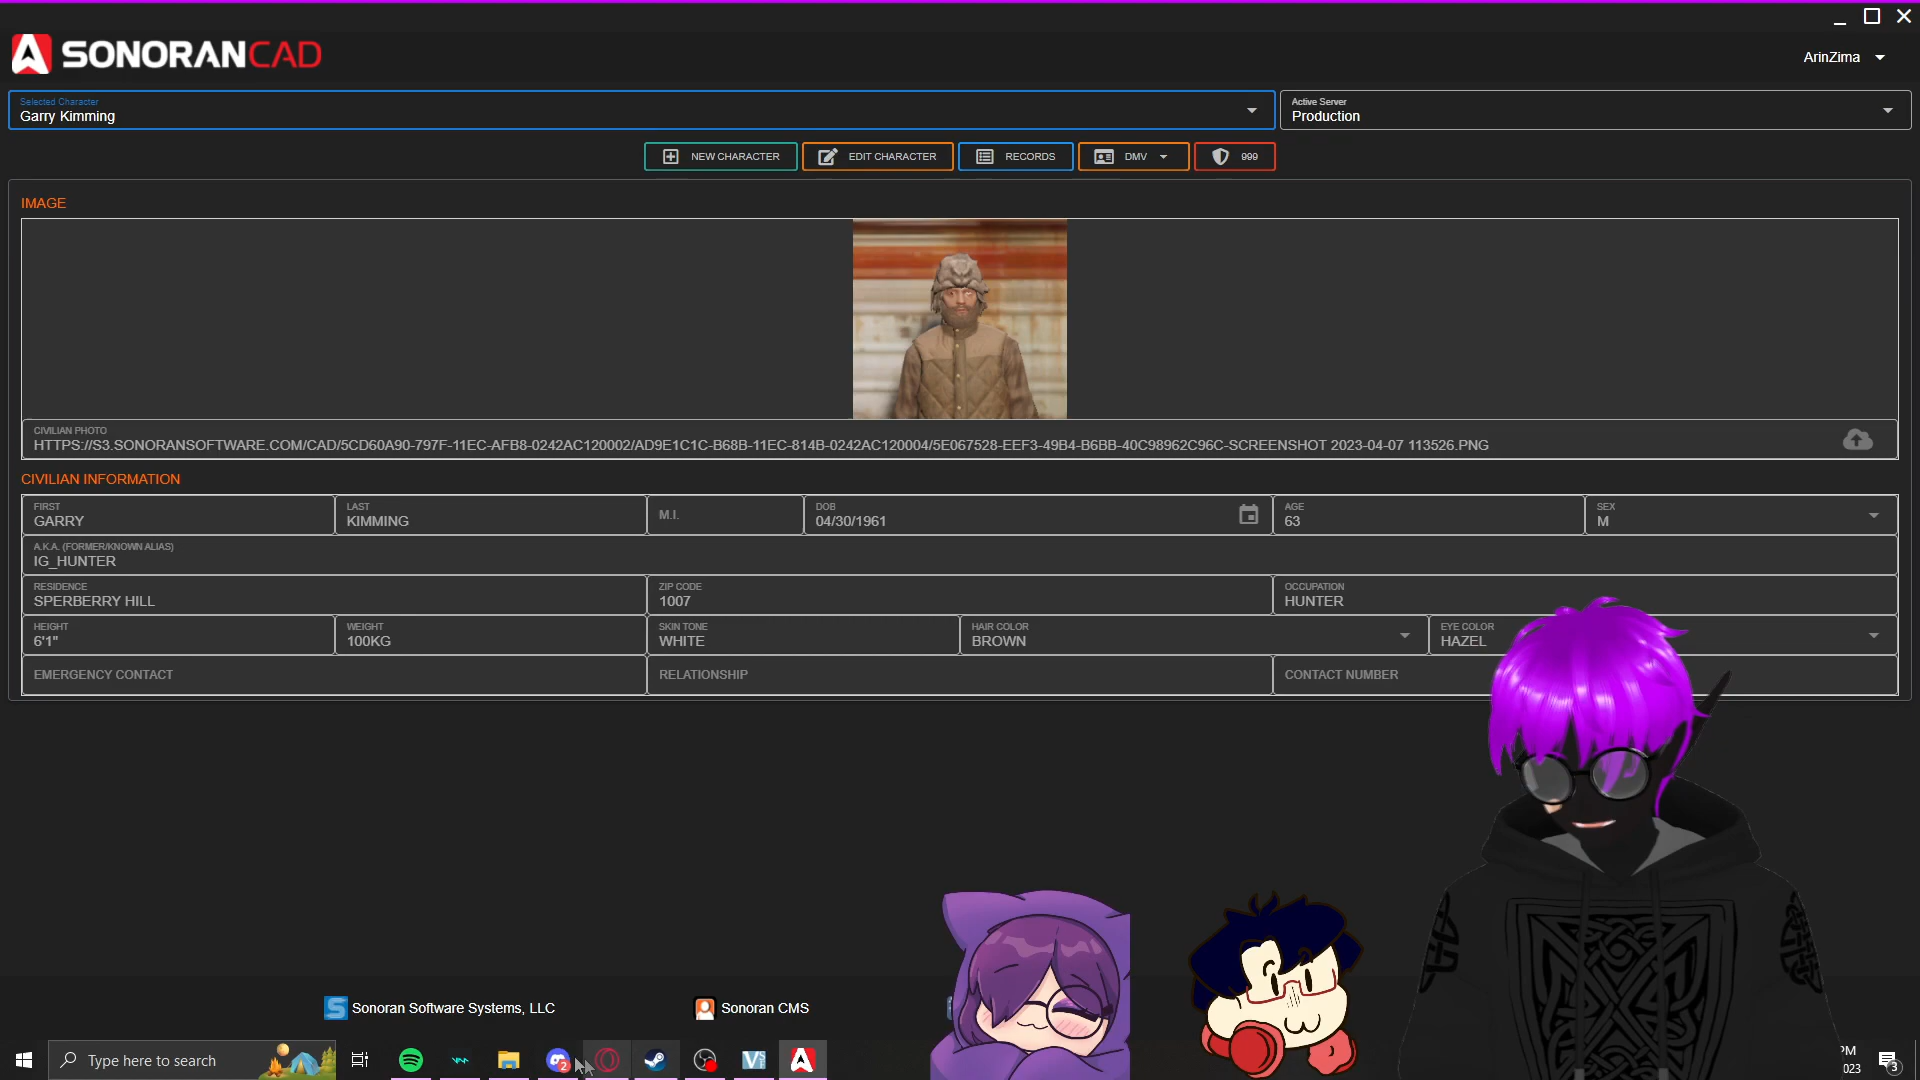 SONORANCAD
ArinZima
Selected Character
Garry Kimming
Active Server
Production
NEW CHARACTER
EDIT CHARACTER
RECORDS
DMV
999
IMAGE
CIVILIAN PHOTO
HTTPS://S3.SONORANSOFTWARE.COM/CAD/5CD60A90-797F-11EC-AFB8-0242AC120002/AD9E1C1C-B68B-11EC-814B-0242AC120004/5E067528-EEF3-49B4-B6BB-40C98962C96C-SCREENSHOT 2023-04-07 113526.PNG
CIVILIAN INFORMATION
FIRST
GARRY
LAST
KIMMING
M.I.
DOB
04/30/1961
AGE
63
SEX
M
A.K.A. (FORMER/KNOWN ALIAS)
IG_HUNTER
RESIDENCE
SPERBERRY HILL
ZIP CODE
1007
OCCUPATION
HUNTER
HEIGHT
6'1"
WEIGHT
100KG
SKIN TONE
WHITE
HAIR COLOR
BROWN
EYE COLOR
HAZEL
EMERGENCY CONTACT
RELATIONSHIP
CONTACT NUMBER
Sonoran Software Systems, LLC
Sonoran CMS
Type here to search
2
PM
023
3